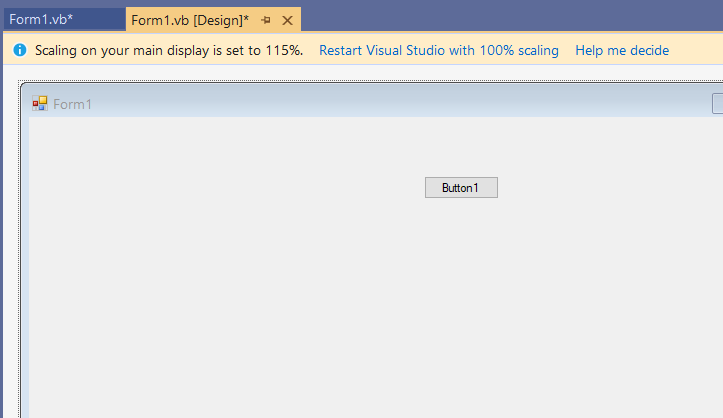 Form1.vb* Form1.vb [Design]*
Scaling on your main display is set to 115%. Restart Visual Studio with 100% scaling Help me decide
Form1
Button1